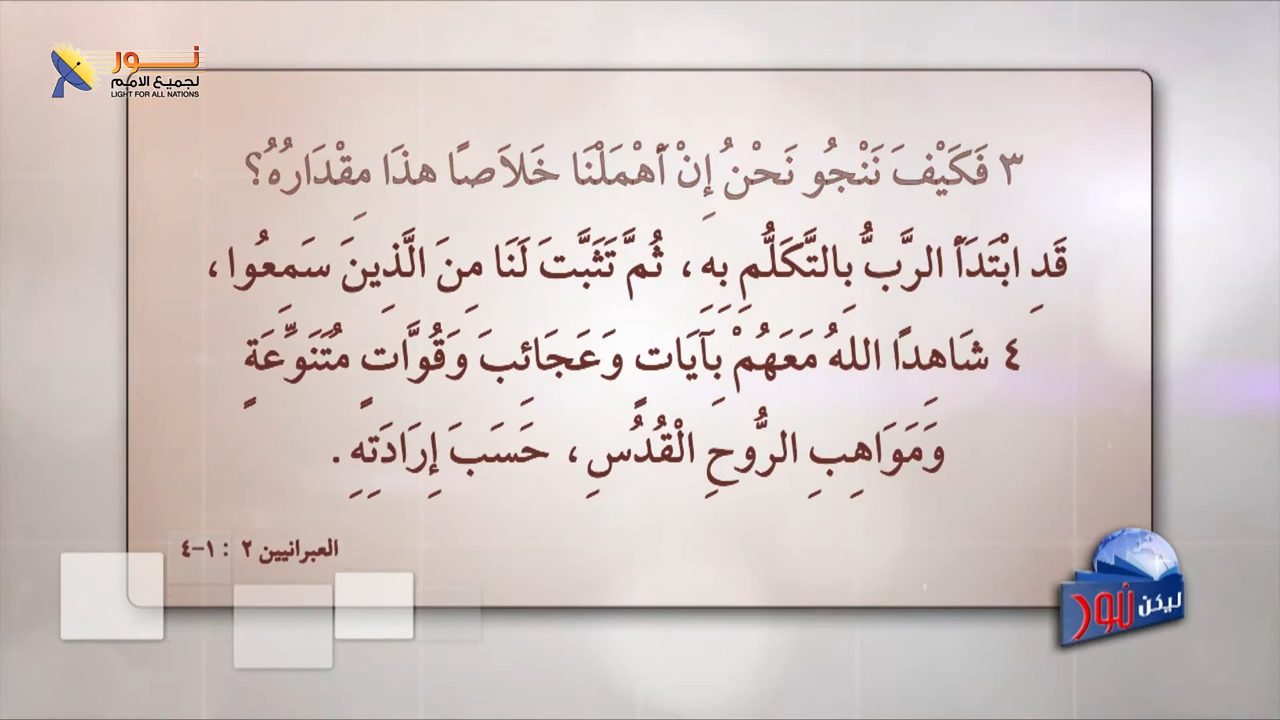 نور
لجميع الامم
LIGHT FOR ALL NATIONS
٣ فَكَيْفَ نَنْجُو نَحْنُ إِنْ أَهْمَلْنَا خَلاَصًا هذَا مِقْدَارُهُ؟
قَدِ ابْتَدَأَ الرَّبُّ بِالتَّكَلُّمِ بِهِ، ثُمَّ تَثَبَّتَ لَنَا مِنَ الَّذِينَ سَمِعُوا،
٤ شَاهِدًا اللهُ مَعَهُمْ بِآيَاتٍ وَعَجَائِبَ وَقُوَّاتٍ مُتَنَوِّعَةٍ
وَمَوَاهِبِ الرُّوحِ الْقُدُسِ، حَسَبَ إِرَادَتِهِ.
العبرانيين ٢ : ١-٤
ليكن نور